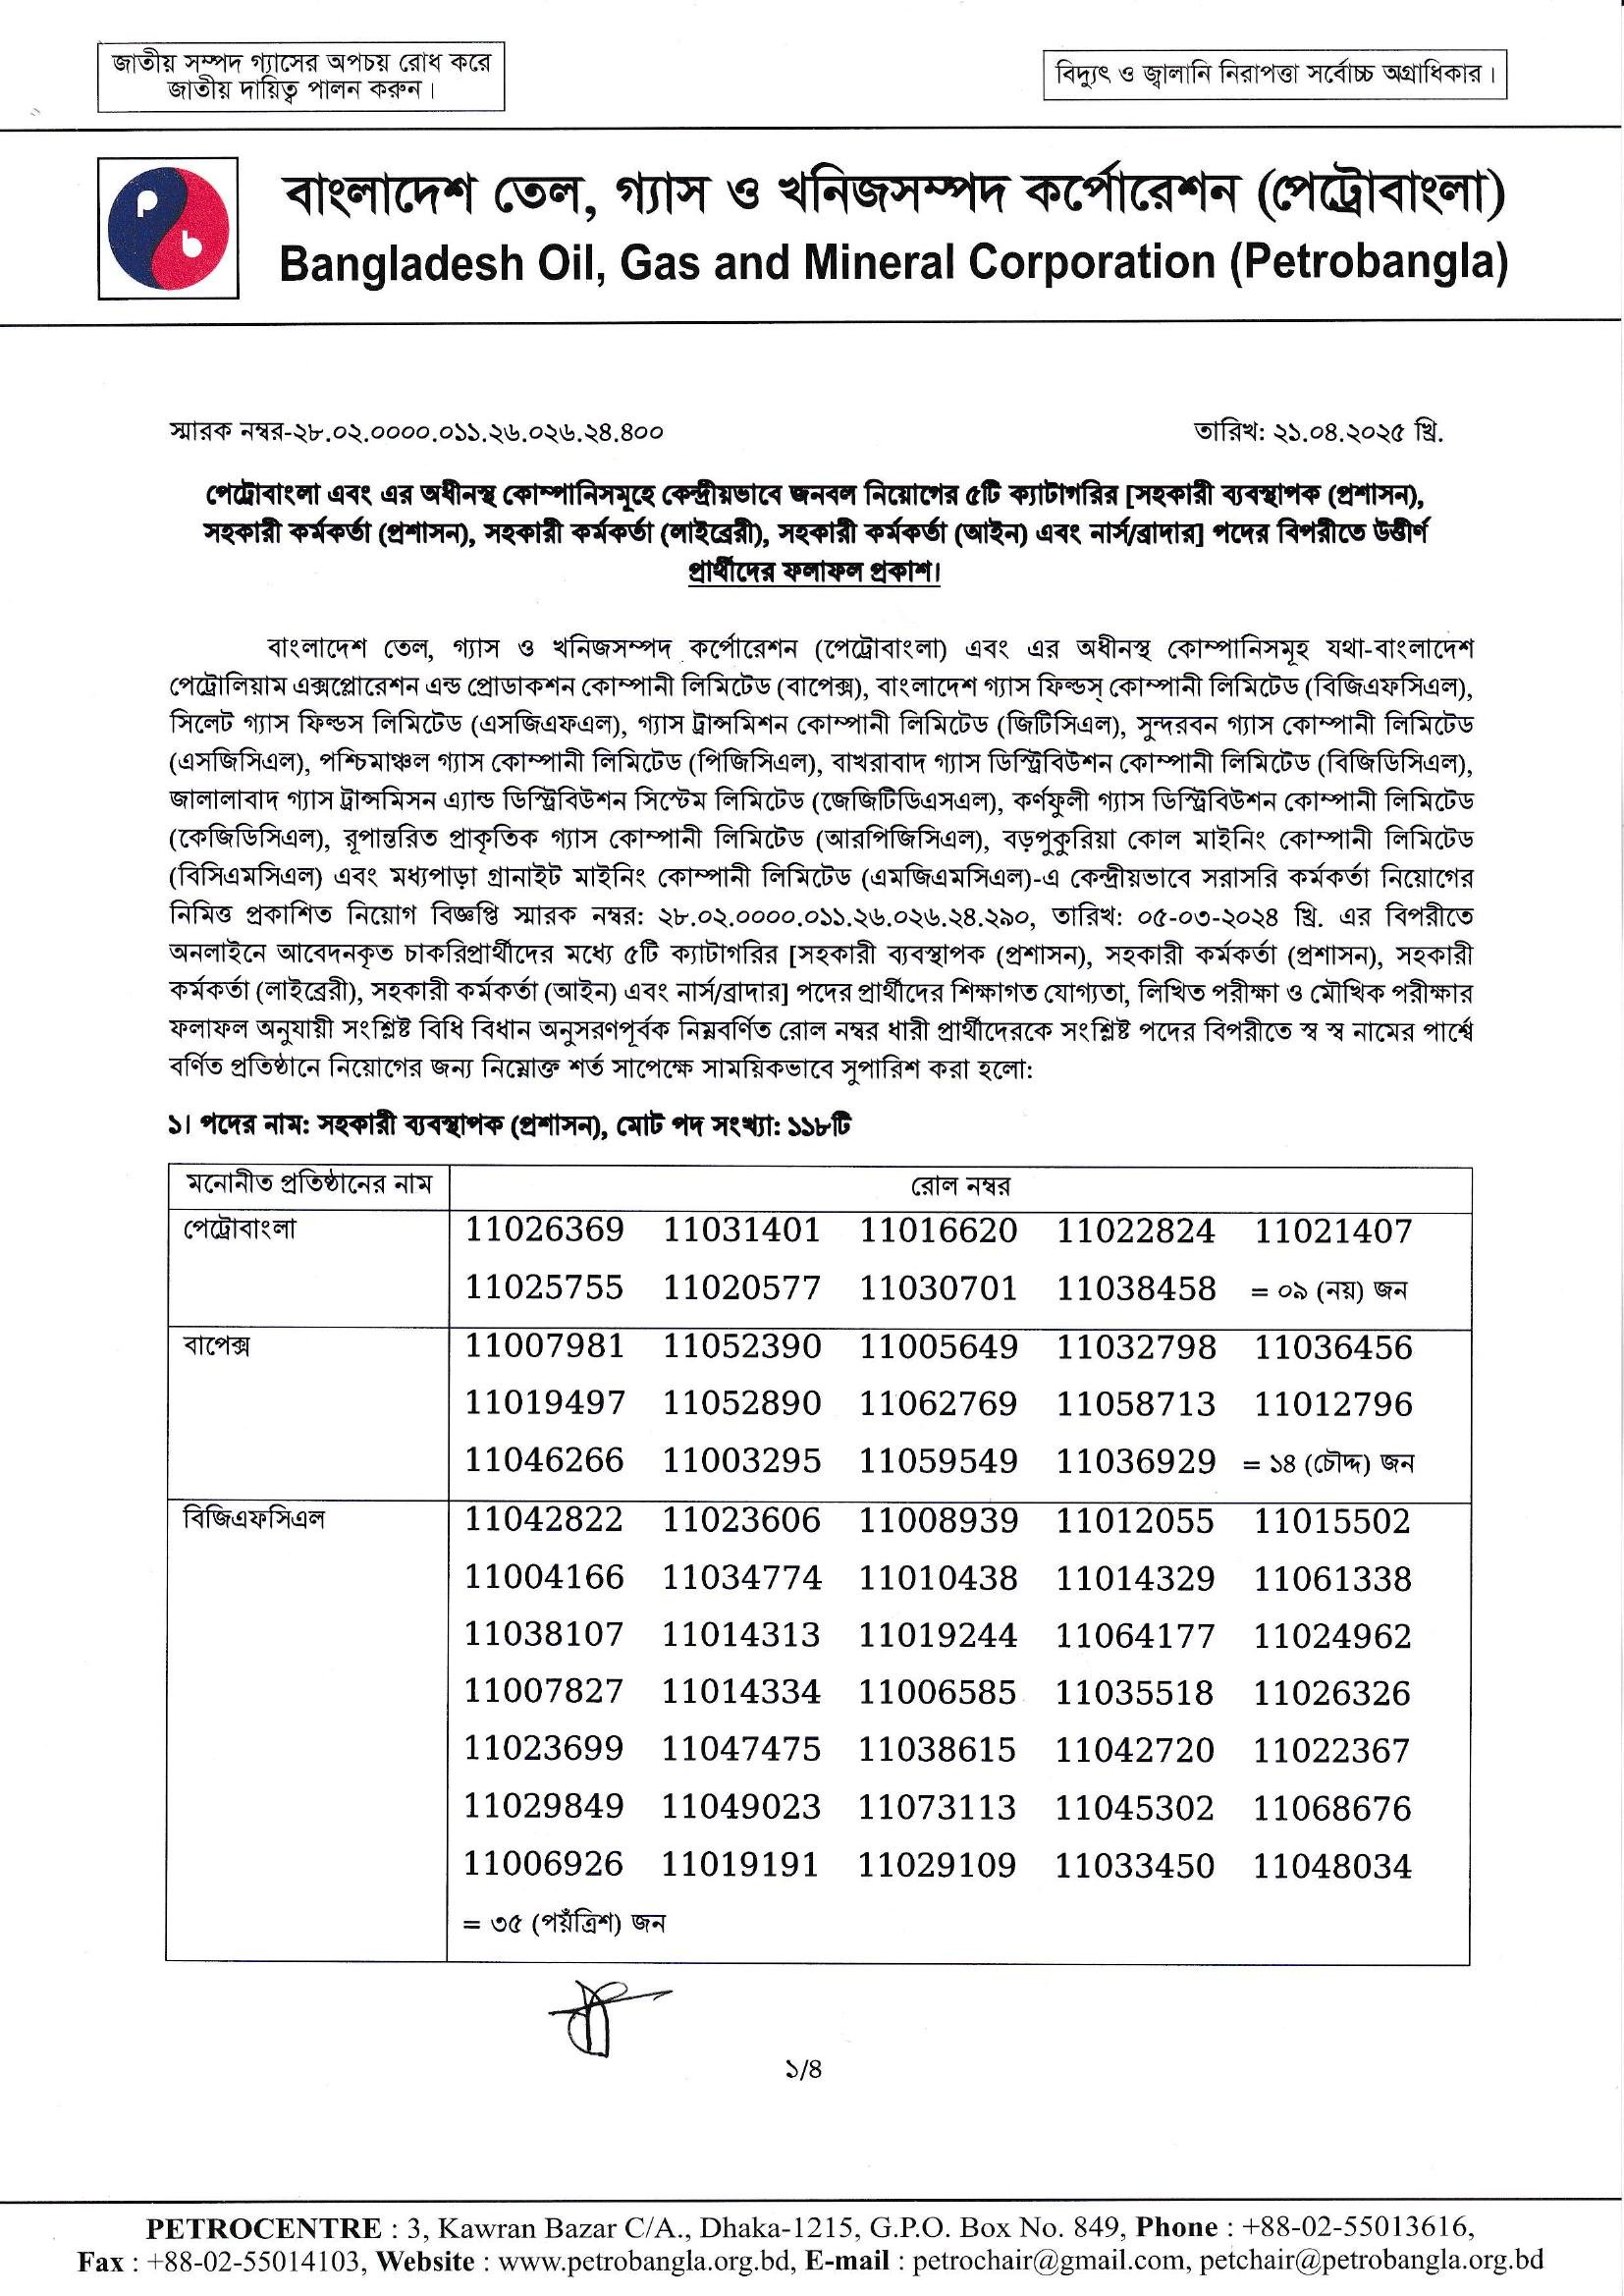 জাতীয় সম্পদ গ্যাসের অপচয় রোধ করে
জাতীয় দায়িত্ব পালন করুন।
বিদ্যুৎ ও জ্বালানি নিরাপত্তা সর্বোচ্চ অগ্রাধিকার।
p
b
বাংলাদেশ তেল, গ্যাস ও খনিজসম্পদ কর্পোরেশন (পেট্রোবাংলা)
Bangladesh Oil, Gas and Mineral Corporation (Petrobangla)
স্মারক নম্বর-২৮.০২.০০০০.০১১.২৬.০২৬.২৪.৪০০ তারিখ: ২১.০৪.২০২৫ খ্রি.
পেট্রোবাংলা এবং এর অধীনস্থ কোম্পানিসমূহে কেন্দ্রীয়ভাবে জনবল নিয়োগের ৫টি ক্যাটাগরির [সহকারী ব্যবস্থাপক (প্রশাসন),
সহকারী কর্মকর্তা (প্রশাসন), সহকারী কর্মকর্তা (লাইব্রেরী), সহকারী কর্মকর্তা (আইন) এবং নার্স/ব্রাদার] পদের বিপরীতে উত্তীর্ণ
প্রার্থীদের ফলাফল প্রকাশ।
বাংলাদেশ তেল, গ্যাস ও খনিজসম্পদ কর্পোরেশন (পেট্রোবাংলা) এবং এর অধীনস্থ কোম্পানিসমূহ যথা-বাংলাদেশ
পেট্রোলিয়াম এক্সপ্লোরেশন এন্ড প্রোডাকশন কোম্পানী লিমিটেড (বাপেক্স), বাংলাদেশ গ্যাস ফিল্ডস্ কোম্পানী লিমিটেড (বিজিএফসিএল),
সিলেট গ্যাস ফিল্ডস লিমিটেড (এসজিএফএল), গ্যাস ট্রান্সমিশন কোম্পানী লিমিটেড (জিটিসিএল), সুন্দরবন গ্যাস কোম্পানী লিমিটেড
(এসজিসিএল), পশ্চিমাঞ্চল গ্যাস কোম্পানী লিমিটেড (পিজিসিএল), বাখরাবাদ গ্যাস ডিস্ট্রিবিউশন কোম্পানী লিমিটেড (বিজিডিসিএল),
জালালাবাদ গ্যাস ট্রান্সমিসন এ্যান্ড ডিস্ট্রিবিউশন সিস্টেম লিমিটেড (জেজিটিডিএসএল), কর্ণফুলী গ্যাস ডিস্ট্রিবিউশন কোম্পানী লিমিটেড
(কেজিডিসিএল), রূপান্তরিত প্রাকৃতিক গ্যাস কোম্পানী লিমিটেড (আরপিজিসিএল), বড়পুকুরিয়া কোল মাইনিং কোম্পানী লিমিটেড
(বিসিএমসিএল) এবং মধ্যপাড়া গ্রানাইট মাইনিং কোম্পানী লিমিটেড (এমজিএমসিএল)-এ কেন্দ্রীয়ভাবে সরাসরি কর্মকর্তা নিয়োগের
নিমিত্ত প্রকাশিত নিয়োগ বিজ্ঞপ্তি স্মারক নম্বর: ২৮.০২.০০০০.০১১.২৬.০২৬.২৪.২৯০, তারিখ: ০৫-০৩-২০২৪ খ্রি. এর বিপরীতে
অনলাইনে আবেদনকৃত চাকরিপ্রার্থীদের মধ্যে ৫টি ক্যাটাগরির [সহকারী ব্যবস্থাপক (প্রশাসন), সহকারী কর্মকর্তা (প্রশাসন), সহকারী
কর্মকর্তা (লাইব্রেরী), সহকারী কর্মকর্তা (আইন) এবং নার্স/ব্রাদার] পদের প্রার্থীদের শিক্ষাগত যোগ্যতা, লিখিত পরীক্ষা ও মৌখিক পরীক্ষার
ফলাফল অনুযায়ী সংশ্লিষ্ট বিধি বিধান অনুসরণপূর্বক নিম্নবর্ণিত রোল নম্বর ধারী প্রার্থীদেরকে সংশ্লিষ্ট পদের বিপরীতে স্ব স্ব নামের পার্শ্বে
বর্ণিত প্রতিষ্ঠানে নিয়োগের জন্য নিম্নোক্ত শর্ত সাপেক্ষে সাময়িকভাবে সুপারিশ করা হলো:
১। পদের নাম: সহকারী ব্যবস্থাপক (প্রশাসন), মোট পদ সংখ্যা: ১১৮টি
মনোনীত প্রতিষ্ঠানের নাম রোল নম্বর
পেট্রোবাংলা 11026369 11031401 11016620 11022824 11021407
11025755 11020577 11030701 11038458 = ০৯ (নয়) জন
বাপেক্স 11007981 11052390 11005649 11032798 11036456
11019497 11052890 11062769 11058713 11012796
11046266 11003295 11059549 11036929 = ১৪ (চৌদ্দ) জন
বিজিএফসিএল 11042822 11023606 11008939 11012055 11015502
11004166 11034774 11010438 11014329 11061338
11038107 11014313 11019244 11064177 11024962
11007827 11014334 11006585 11035518 11026326
11023699 11047475 11038615 11042720 11022367
11029849 11049023 11073113 11045302 11068676
11006926 11019191 11029109 11033450 11048034
= ৩৫ (পয়ঁত্রিশ) জন
১/৪
PETROCENTRE : 3, Kawran Bazar C/A., Dhaka-1215, G.P.O. Box No. 849, Phone : +88-02-55013616,
Fax : +88-02-55014103, Website : www.petrobangla.org.bd, E-mail : petrochair@gmail.com, petchair@petrobangla.org.bd